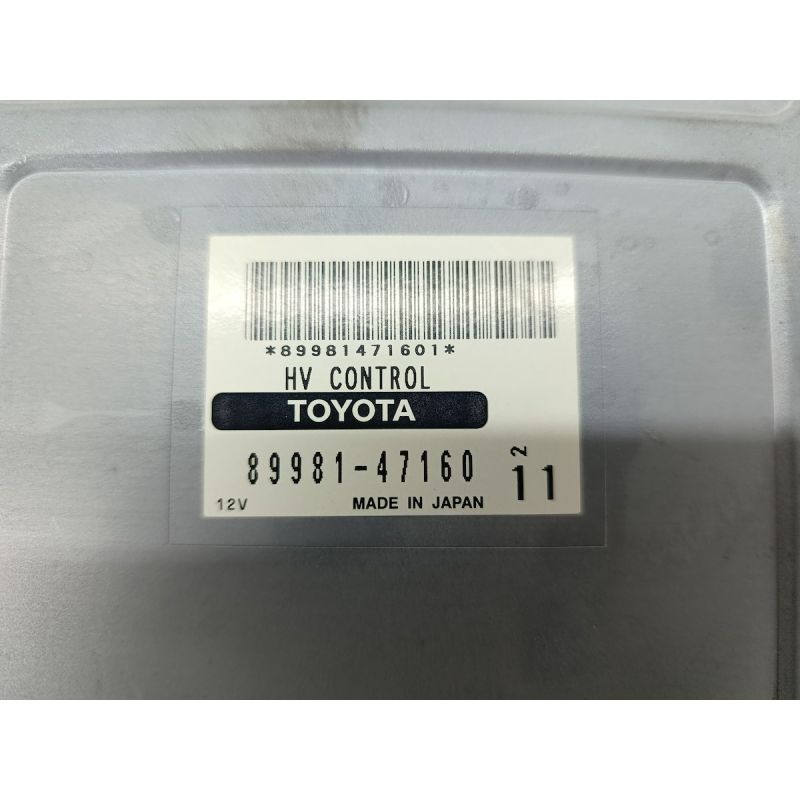 *89981471601*
HV CONTROL
TOYOTA
89981-47160
2
11
12V MADE IN JAPAN